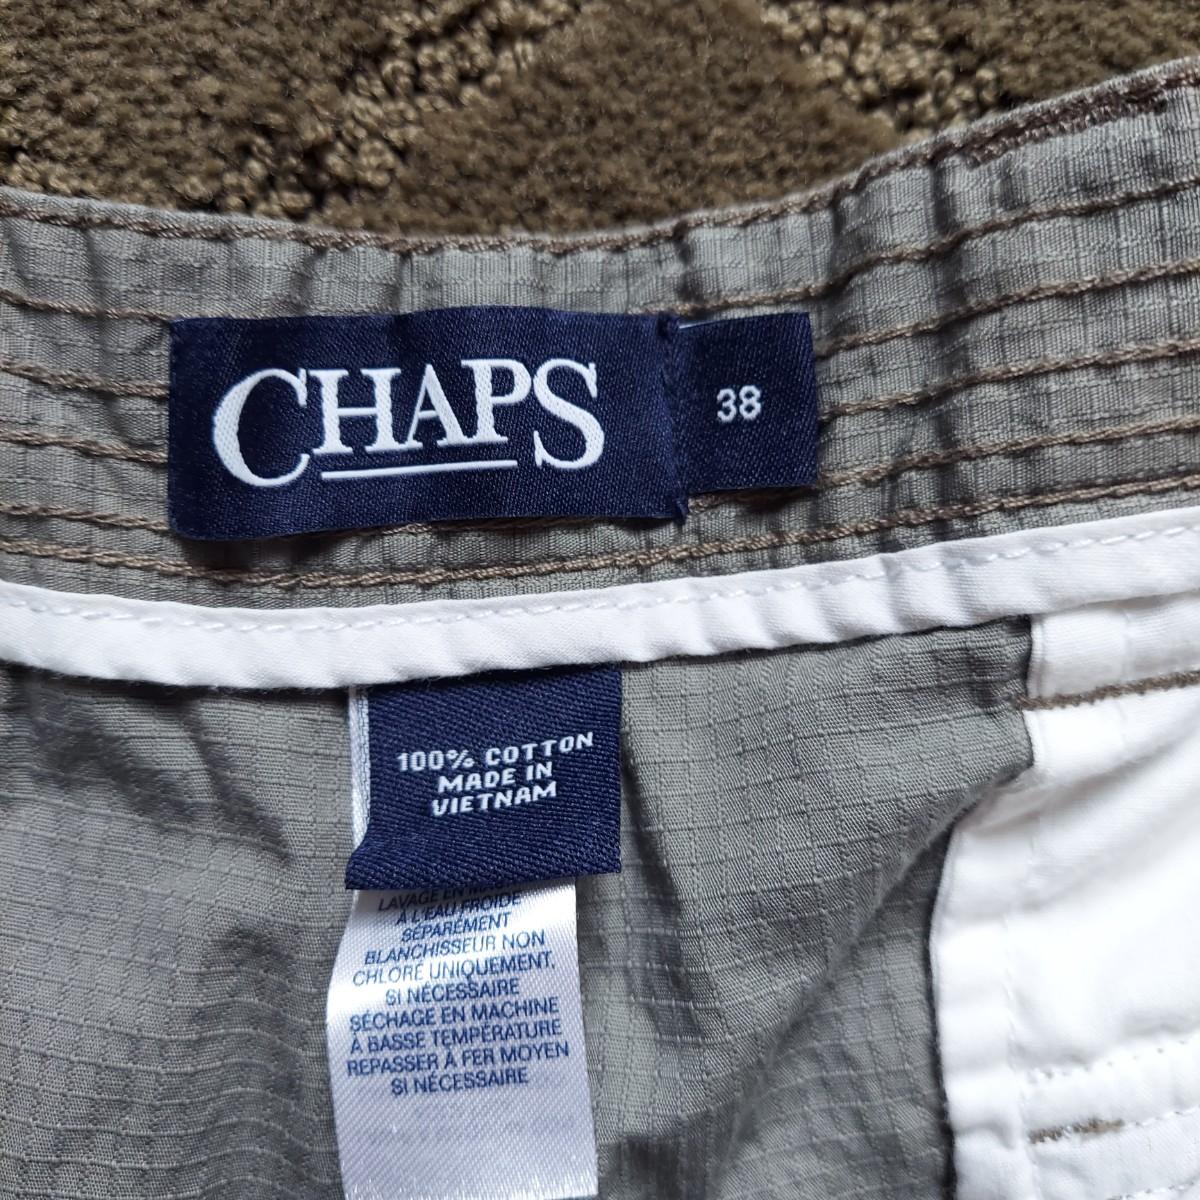 CHAPS
38
100% COTTON
MADE IN
VIETNAM
LAVAGE EN
À L'EAU FROIDE
SÉPARÉMENT
BLANCHISSEUR NON
CHLORÉ UNIQUEMENT,
SI NÉCESSAIRE
SÉCHAGE EN MACHINE
À BASSE TEMPÉRATURE
REPASSER À FER MOYEN
SI NÉCESSAIRE